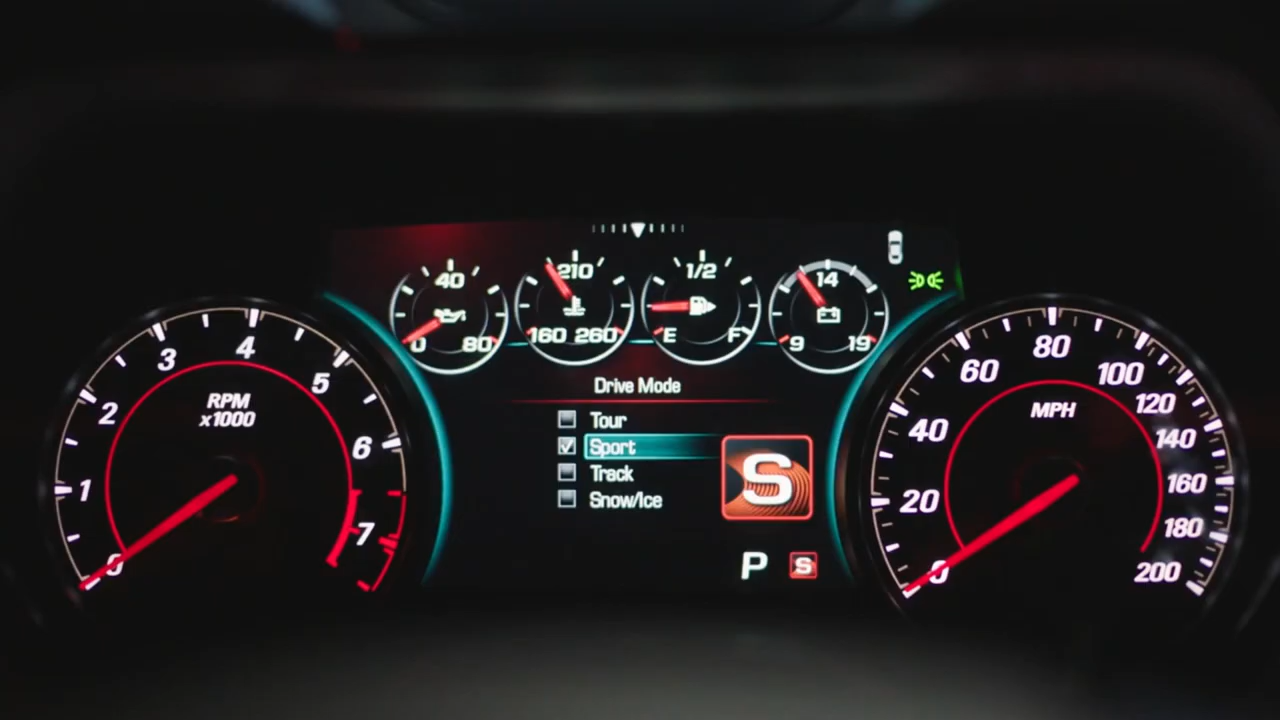 40
0 80
210
160 260
1/2
E F
14
9 19
RPM
x1000
0
1
2
3
4
5
6
7
Drive Mode
Tour
Sport
Track
Snow/Ice
S
P S
MPH
0
20
40
60
80
100
120
140
160
180
200